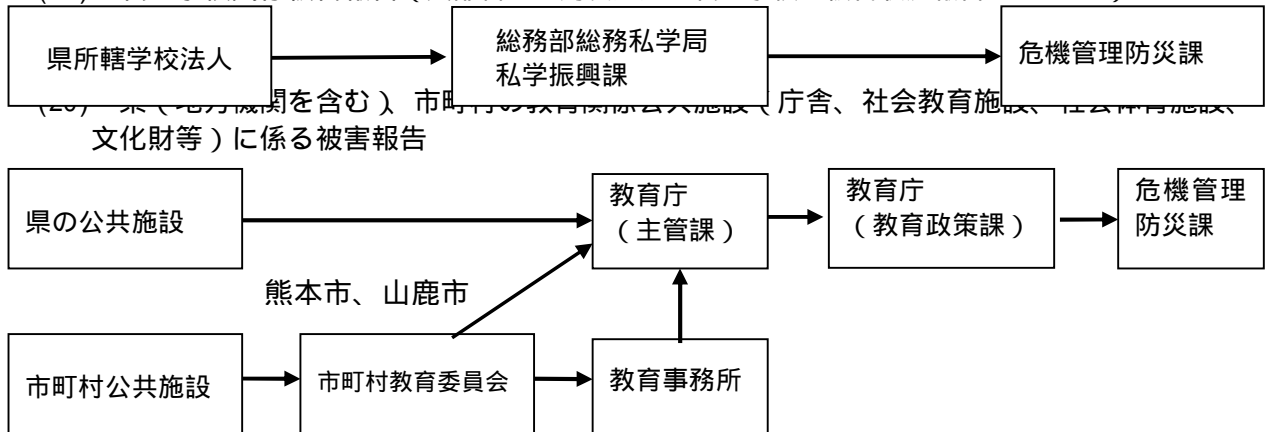 県所轄学校法人
総務部総務私学局
私学振興課
危機管理防災課
県(地方機関を含む)、市町村の教育関係公共施設(庁舎、社会教育施設、社会体育施設、
文化財等)に係る被害報告
県の公共施設
教育庁
(主管課)
教育庁
(教育政策課)
危機管理
防災課
熊本市、山鹿市
市町村公共施設
市町村教育委員会
教育事務所